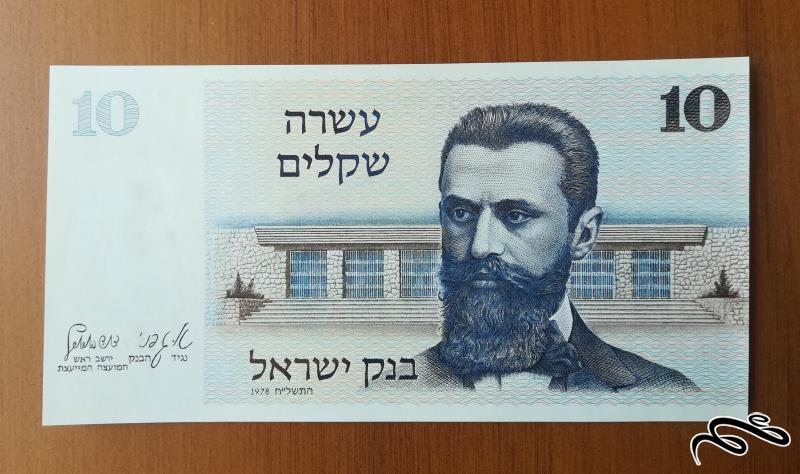 10
10
עשרה
שקלים
נגיד הבנק יושב ראש
המועצה המייעצת
בנק ישראל
התשל"ח 1978